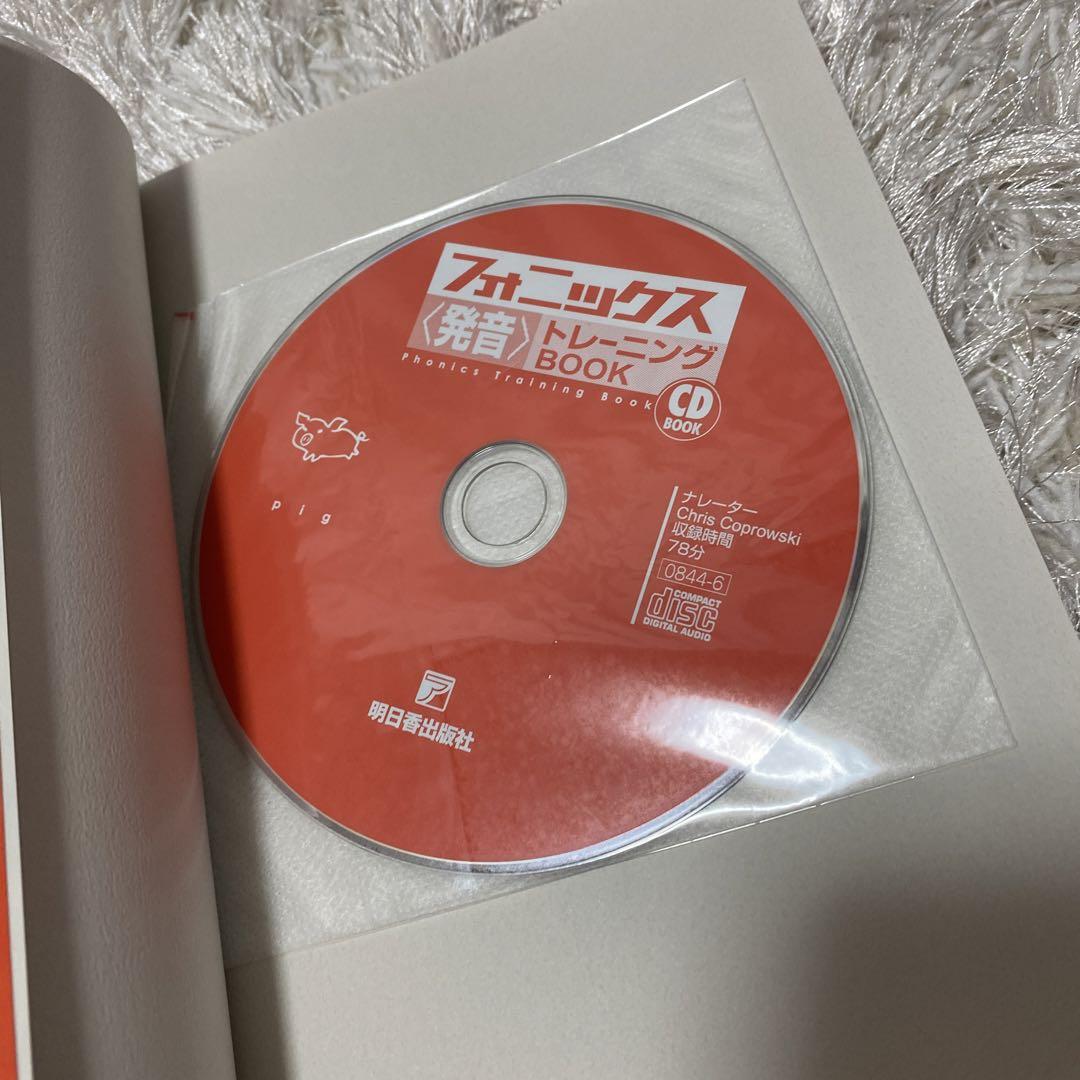 フォニックス
〈発音〉トレーニング
BOOK
Phonics Training Book
CD
BOOK
pig
ナレーター
Chris Coprowski
収録時間
78分
0844-6
COMPACT
disc
DIGITAL AUDIO
ア
明日香出版社